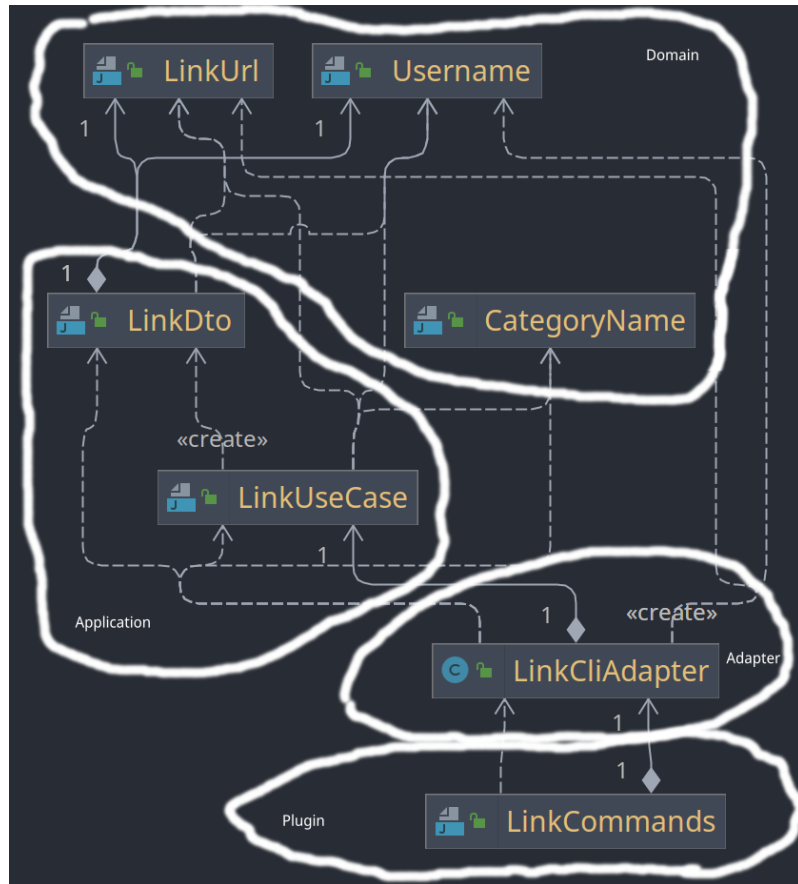 LinkUrl
Username
Domain
1
1
1
LinkDto
CategoryName
«create»
LinkUseCase
1
Application
1
«create»
LinkCliAdapter
Adapter
1
1
Plugin
LinkCommands